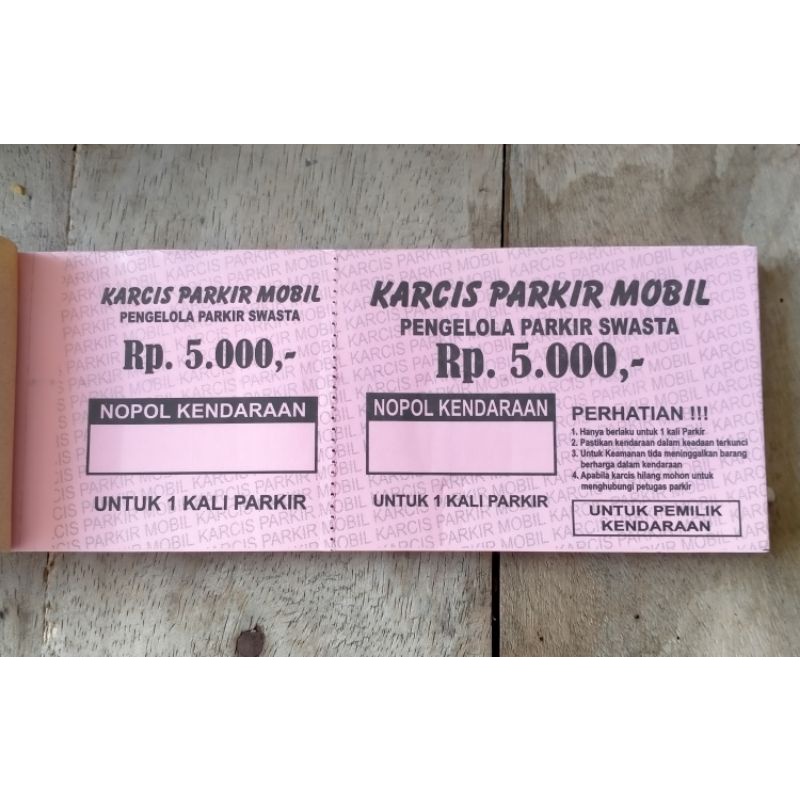 KARCIS PARKIR MOBIL
PENGELOLA PARKIR SWASTA
Rp. 5.000,-
NOPOL KENDARAAN
UNTUK 1 KALI PARKIR
KARCIS PARKIR MOBIL
PENGELOLA PARKIR SWASTA
Rp. 5.000,-
NOPOL KENDARAAN
UNTUK 1 KALI PARKIR
PERHATIAN !!!
1. Hanya berlaku untuk 1 kali Parkir
2. Pastikan kendaraan dalam keadaan terkunci
3. Untuk Keamanan tida meninggalkan barang
berharga dalam kendaraan
4. Apabila karcis hilang mohon untuk
menghubungi petugas parkir
UNTUK PEMILIK
KENDARAAN